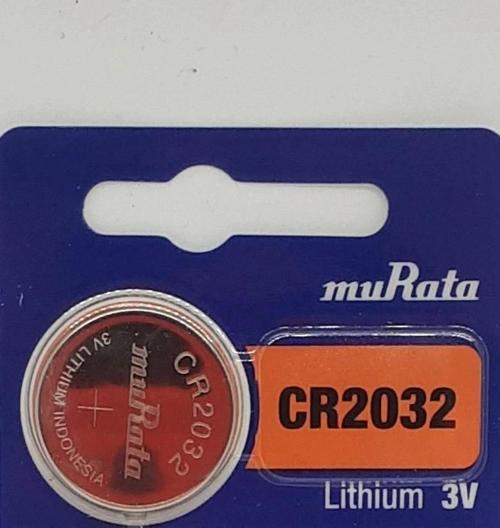 muRata
CR2032
Lithium 3V
CR2032
muRata
+
3V LITHIUM INDONESIA